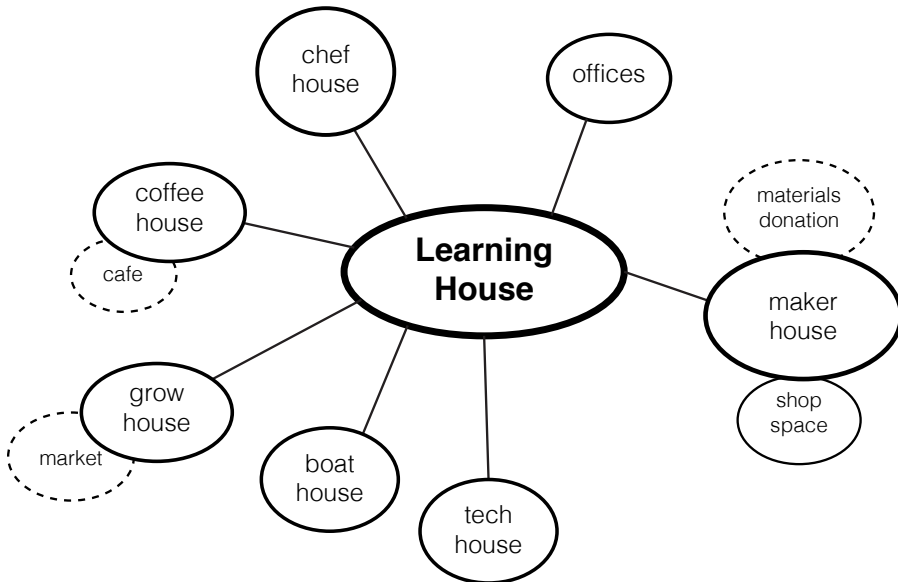 chef
house
offices
coffee
house
cafe
Learning
House
materials
donation
maker
house
shop
space
grow
house
market
boat
house
tech
house